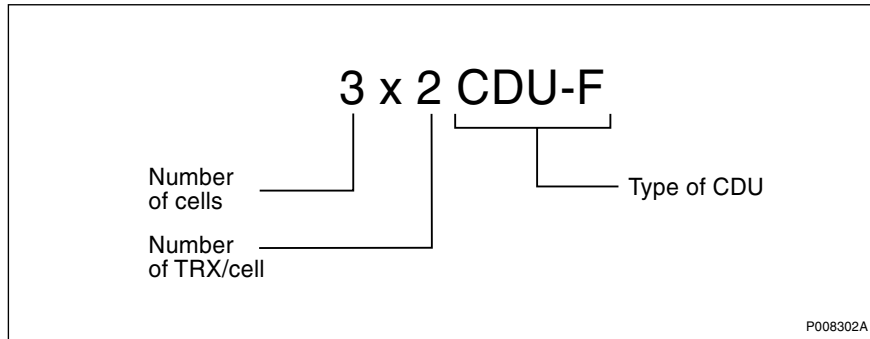 3 x 2 CDU-F
Number
of cells
Type of CDU
Number
of TRX/cell
P008302A